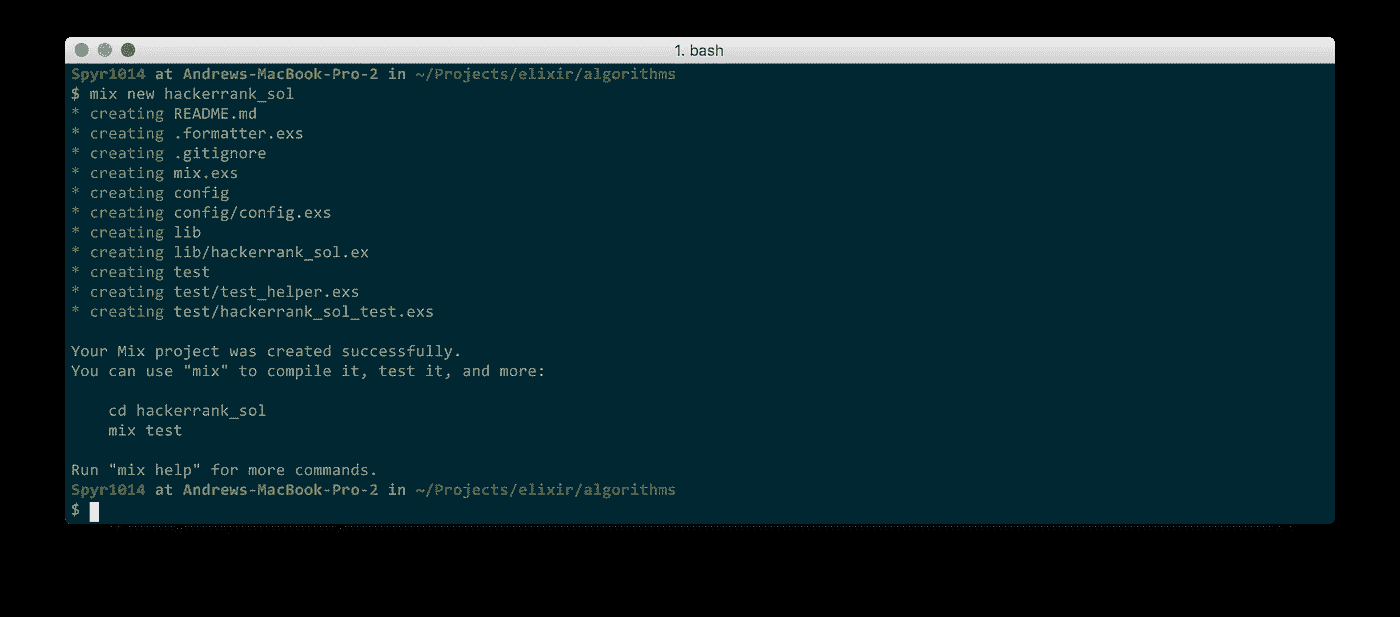 1. bash
Spyr1014 at Andrews-MacBook-Pro-2 in ~/Projects/elixir/algorithms
$ mix new hackerrank_sol
* creating README.md
* creating .formatter.exs
* creating .gitignore
* creating mix.exs
* creating config
* creating config/config.exs
* creating lib
* creating lib/hackerrank_sol.ex
* creating test
* creating test/test_helper.exs
* creating test/hackerrank_sol_test.exs
Your Mix project was created successfully.
You can use "mix" to compile it, test it, and more:
cd hackerrank_sol
mix test
Run "mix help" for more commands.
Spyr1014 at Andrews-MacBook-Pro-2 in ~/Projects/elixir/algorithms
$